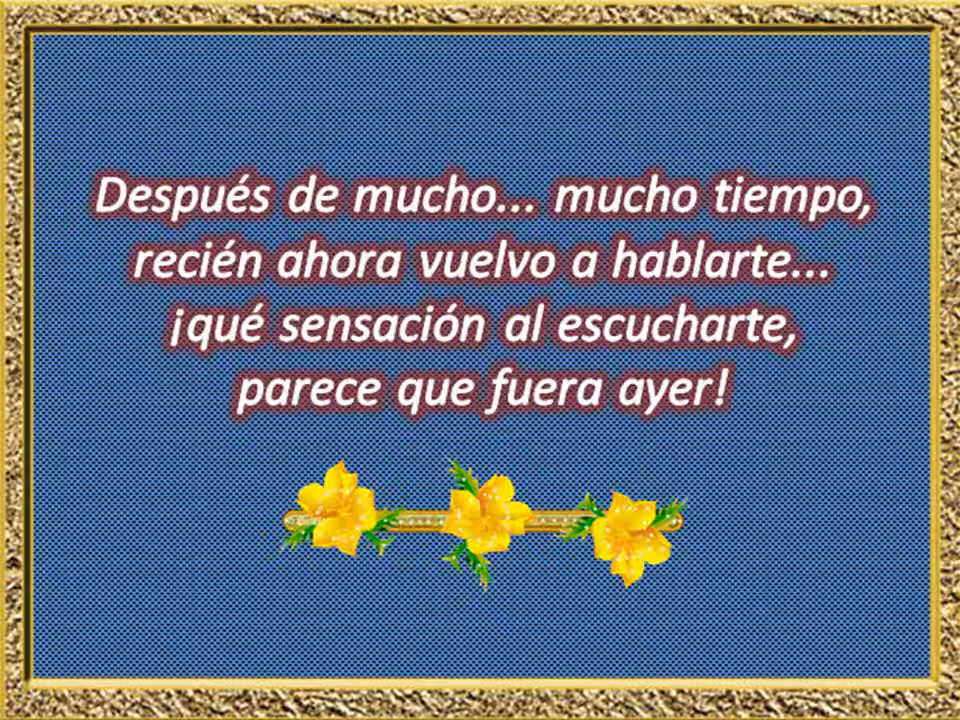 Después de mucho... mucho tiempo,
recién ahora vuelvo a hablarte...
¡qué sensación al escucharte,
parece que fuera ayer!